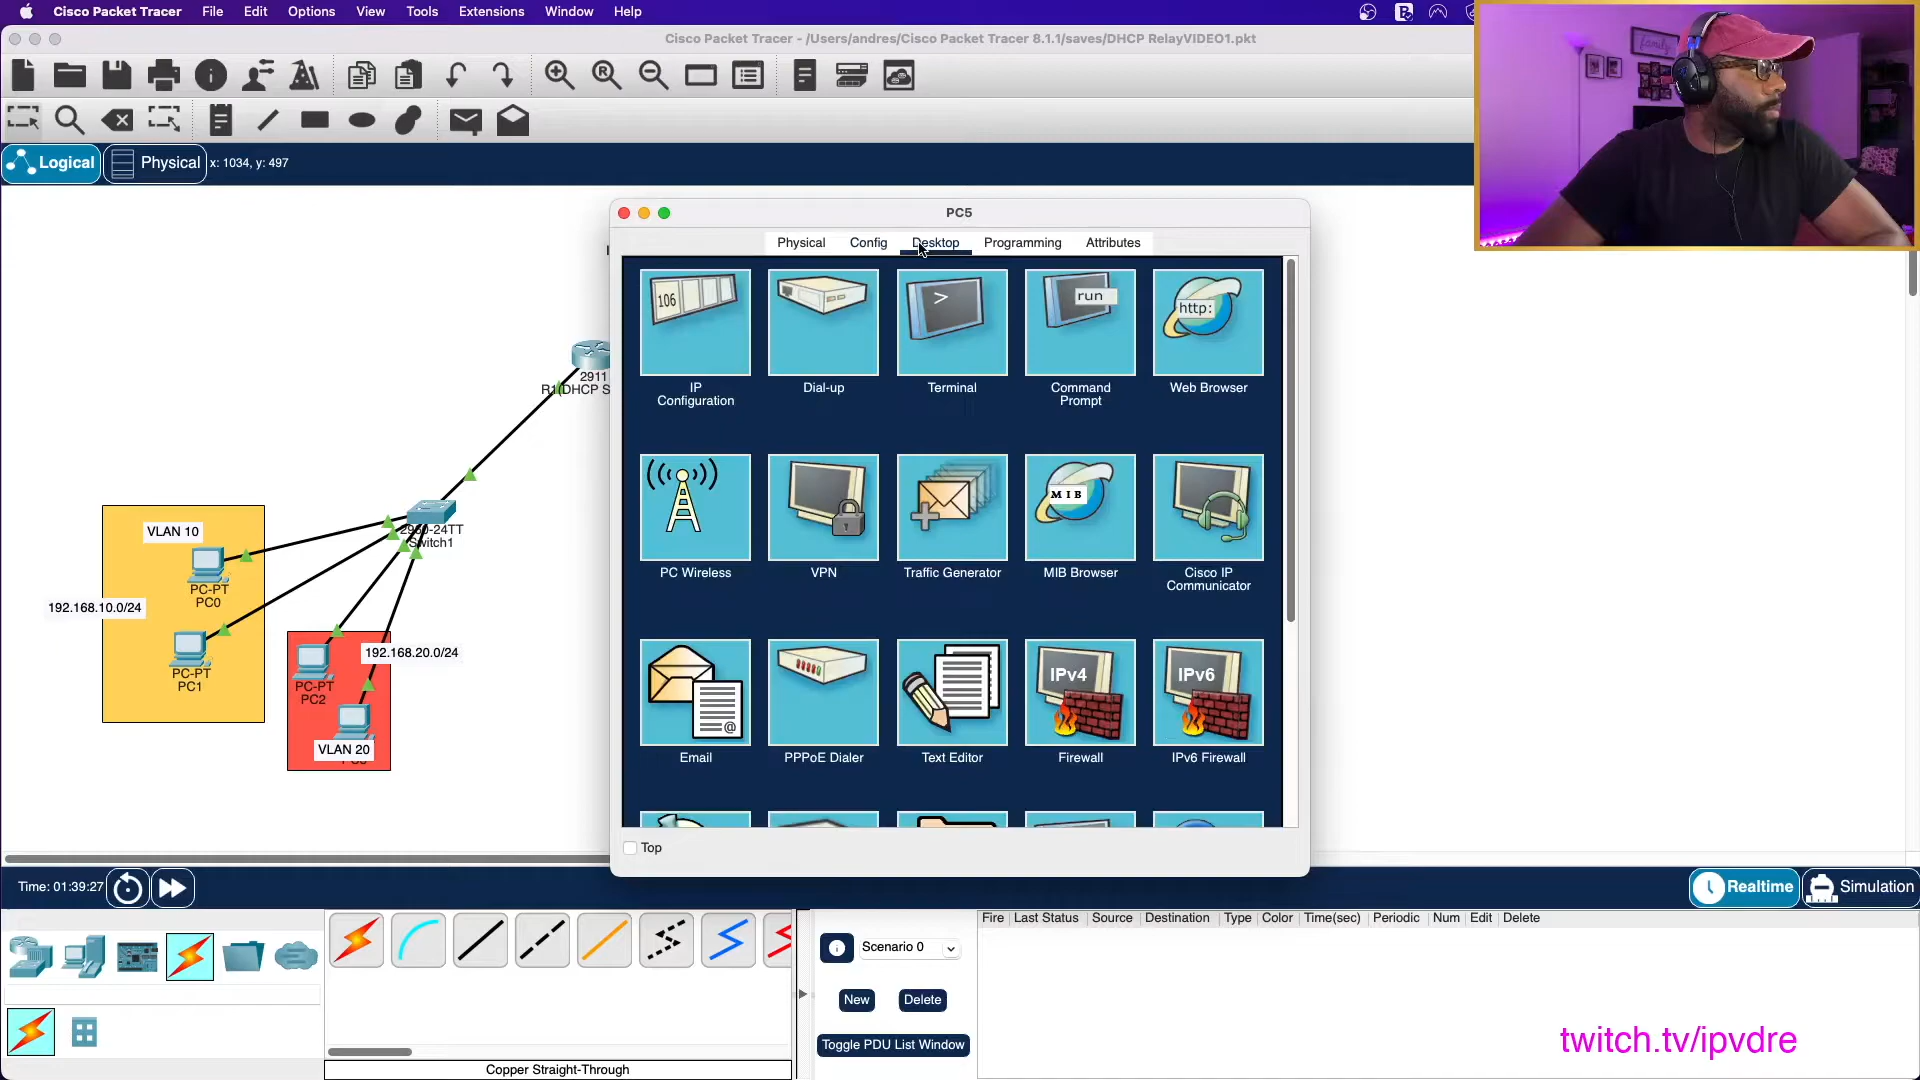 Cisco Packet Tracer File Edit Options View Tools Extensions Window Help
Cisco Packet Tracer - /Users/andres/Cisco Packet Tracer 8.1.1/saves/DHCP RelayVIDEO1.pkt
family
Logical Physical x: 1034, y: 497
PC5
Physical Config Desktop Programming Attributes
106
>
run
http:
IP
Configuration
Dial-up
Terminal
Command
Prompt
Web Browser
2911
R1(DHCP S
MIB
PC Wireless
VPN
Traffic Generator
MIB Browser
Cisco IP
Communicator
VLAN 10
24TT
Switch1
PC-PT
PC0
192.168.10.0/24
PC-PT
PC1
192.168.20.0/24
PC-PT
PC2
VLAN 20
@
IPv4
IPv6
Email
PPPoE Dialer
Text Editor
Firewall
IPv6 Firewall
Top
Time: 01:39:27
Realtime Simulation
Fire Last Status Source Destination Type Color Time(sec) Periodic Num Edit Delete
Scenario 0
New Delete
Toggle PDU List Window
Copper Straight-Through
twitch.tv/ipvdre